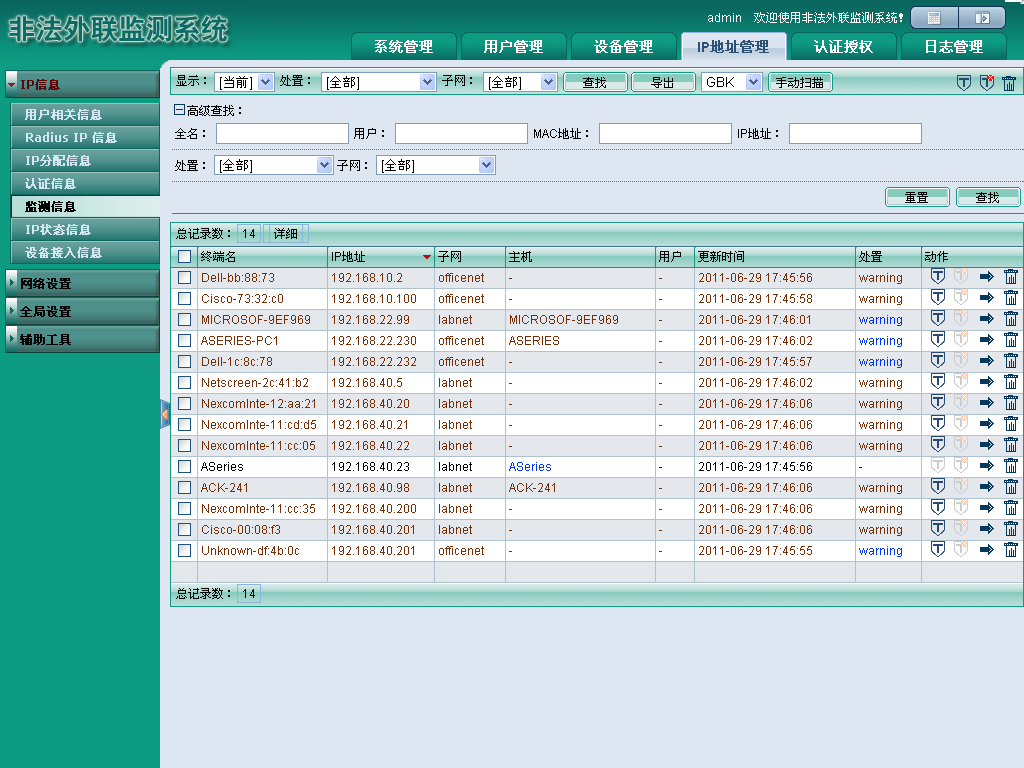 非法外联监测系统
admin 欢迎使用非法外联监测系统!
系统管理 用户管理 设备管理 IP地址管理 认证授权 日志管理
IP信息
用户相关信息
Radius IP 信息
IP分配信息
认证信息
监测信息
IP状态信息
设备接入信息
网络设置
全局设置
辅助工具
显示： [当前] 处置： [全部] 子网： [全部] 查找 导出 GBK 手动扫描
高级查找：
全名： 用户： MAC地址： IP地址：
处置： [全部] 子网： [全部]
重置 查找
总记录数： 14 详细
终端名 IP地址 子网 主机 用户 更新时间 处置 动作
Dell-bb:88:73 192.168.10.2 officenet - - 2011-06-29 17:45:56 warning
Cisco-73:32:c0 192.168.10.100 officenet - - 2011-06-29 17:45:58 warning
MICROSOF-9EF969 192.168.22.99 labnet MICROSOF-9EF969 - 2011-06-29 17:46:01 warning
ASERIES-PC1 192.168.22.230 officenet ASERIES - 2011-06-29 17:46:02 warning
Dell-1c:8c:78 192.168.22.232 officenet - - 2011-06-29 17:45:57 warning
Netscreen-2c:41:b2 192.168.40.5 labnet - - 2011-06-29 17:46:02 warning
NexcomInte-12:aa:21 192.168.40.20 labnet - - 2011-06-29 17:46:06 warning
NexcomInte-11:cd:d5 192.168.40.21 labnet - - 2011-06-29 17:46:06 warning
NexcomInte-11:cc:05 192.168.40.22 labnet - - 2011-06-29 17:46:06 warning
ASeries 192.168.40.23 labnet ASeries - 2011-06-29 17:45:56 -
ACK-241 192.168.40.98 labnet ACK-241 - 2011-06-29 17:46:06 warning
NexcomInte-11:cc:35 192.168.40.200 labnet - - 2011-06-29 17:46:06 warning
Cisco-00:08:f3 192.168.40.201 labnet - - 2011-06-29 17:46:06 warning
Unknown-df:4b:0c 192.168.40.201 officenet - - 2011-06-29 17:45:55 warning
总记录数： 14